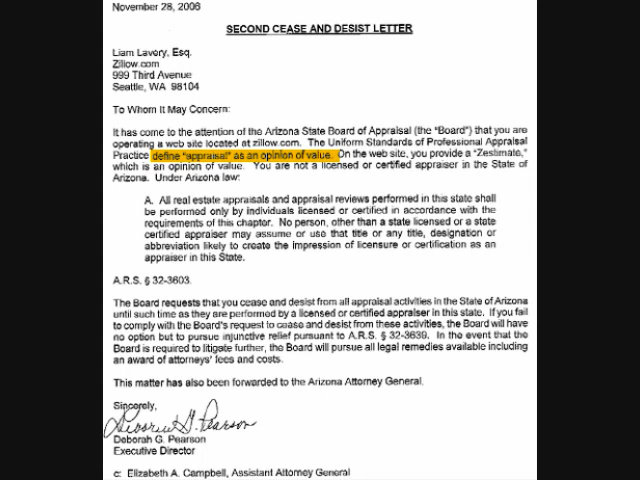 November 28, 2006
SECOND CEASE AND DESIST LETTER
Liam Lavery, Esq.
Zillow.com
999 Third Avenue
Seattle, WA 98104
To Whom It May Concern:
It has come to the attention of the Arizona State Board of Appraisal (the "Board") that you are
operating a web site located at zillow.com. The Uniform Standards of Professional Appraisal
Practice define "appraisal" as an opinion of value. On the web site, you provide a "Zestimate,"
which is an opinion of value. You are not a licensed or certified appraiser in the State of
Arizona. Under Arizona law:
A. All real estate appraisals and appraisal reviews performed in this state shall
be performed only by individuals licensed or certified in accordance with the
requirements of this chapter. No person, other than a state licensed or a state
certified appraiser may assume or use that title or any title, designation or
abbreviation likely to create the impression of licensure or certification as an
appraiser in this State.
A.R.S. § 32-3603.
The Board requests that you cease and desist from all appraisal activities in the State of Arizona
until such time as they are performed by a licensed or certified appraiser in this state. If you fail
to comply with the Board's request to cease and desist from these activities, the Board will have
no option but to pursue injunctive relief pursuant to A.R.S. § 32-3639. In the event that the
Board is required to litigate further, the Board will pursue all legal remedies available including
an award of attorneys' fees and costs.
This matter has also been forwarded to the Arizona Attorney General.
Sincerely,
Deborah G. Pearson
Deborah G. Pearson
Executive Director
c: Elizabeth A. Campbell, Assistant Attorney General